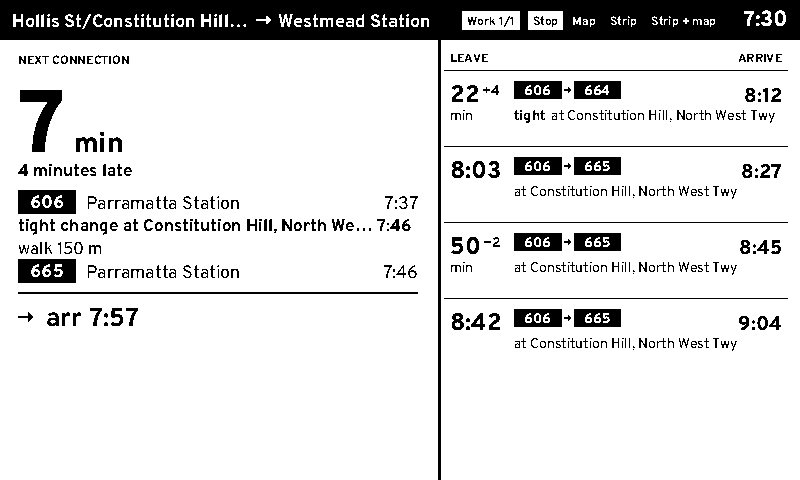 Hollis St/Constitution Hill... → Westmead Station
Work 1/1 Stop Map Strip Strip + map 7:30
NEXT CONNECTION
7 min
4 minutes late
606 Parramatta Station 7:37
tight change at Constitution Hill, North We... 7:46
walk 150 m
665 Parramatta Station 7:46
→ arr 7:57
LEAVE ARRIVE
22 +4 min 606 → 664 8:12
tight at Constitution Hill, North West Twy
8:03 606 → 665 8:27
at Constitution Hill, North West Twy
50 −2 min 606 → 665 8:45
at Constitution Hill, North West Twy
8:42 606 → 665 9:04
at Constitution Hill, North West Twy